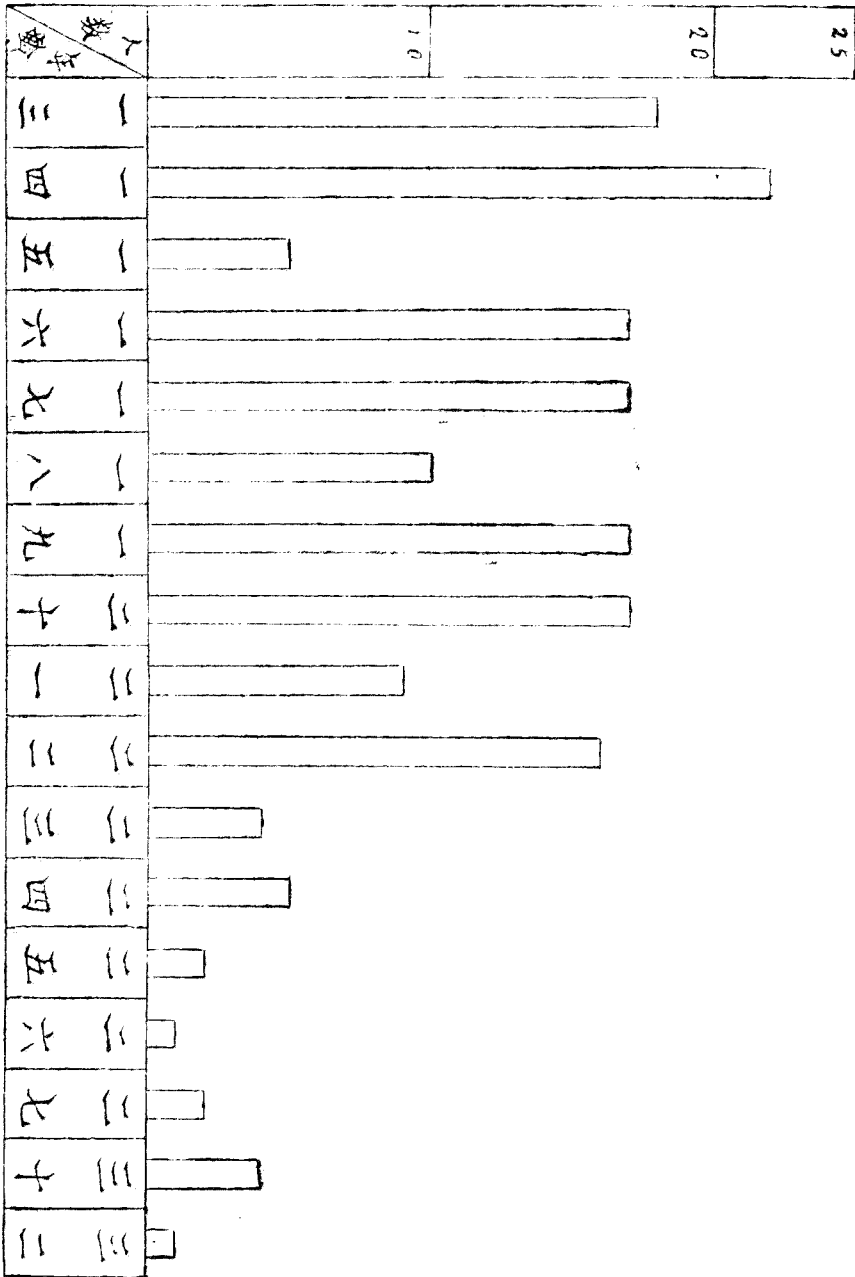 人数
年齡
10
20
25
一三
一四
一五
一六
一七
一八
一九
二十
二一
二二
二三
二四
二五
二六
二七
三十
三二